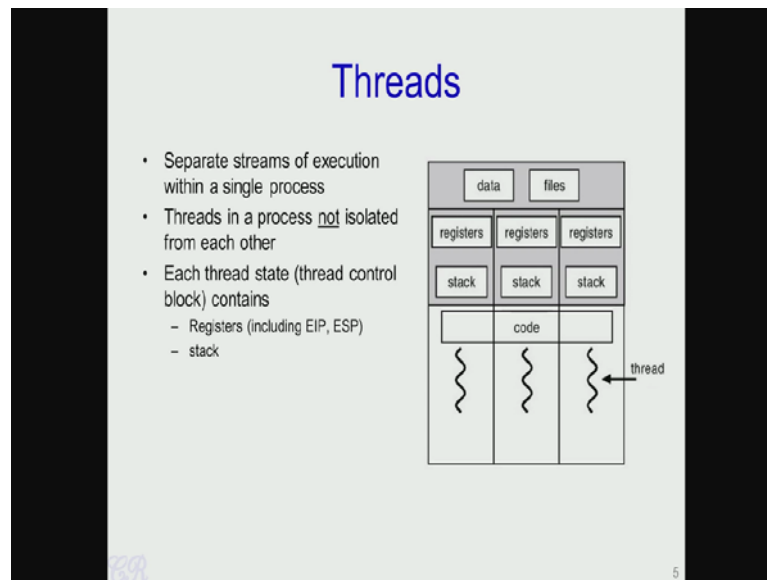 Threads
• Separate streams of execution
within a single process
• Threads in a process not isolated
from each other
• Each thread state (thread control
block) contains
– Registers (including EIP, ESP)
– stack
data files
registers registers registers
stack stack stack
code
thread
5